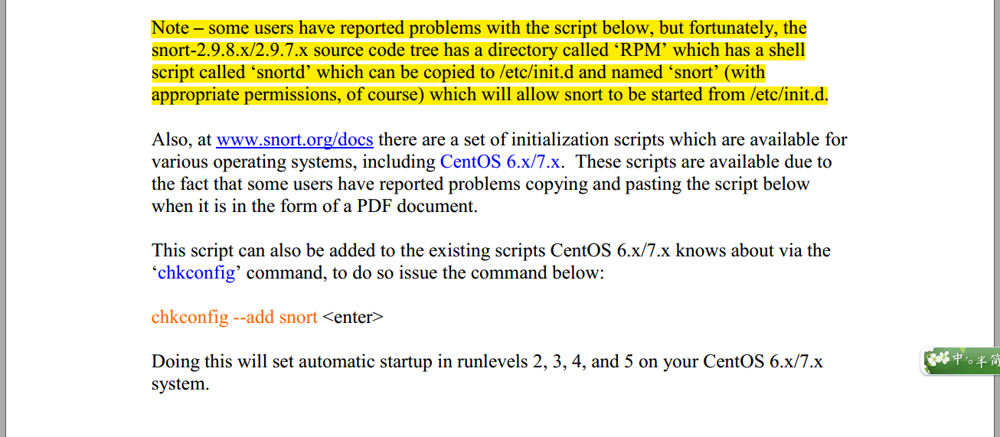 Note – some users have reported problems with the script below, but fortunately, the
snort-2.9.8.x/2.9.7.x source code tree has a directory called ‘RPM’ which has a shell
script called ‘snortd’ which can be copied to /etc/init.d and named ‘snort’ (with
appropriate permissions, of course) which will allow snort to be started from /etc/init.d.
Also, at www.snort.org/docs there are a set of initialization scripts which are available for
various operating systems, including CentOS 6.x/7.x.  These scripts are available due to
the fact that some users have reported problems copying and pasting the script below
when it is in the form of a PDF document.
This script can also be added to the existing scripts CentOS 6.x/7.x knows about via the
‘chkconfig’ command, to do so issue the command below:
chkconfig --add snort <enter>
Doing this will set automatic startup in runlevels 2, 3, 4, and 5 on your CentOS 6.x/7.x
system.
中 半 简